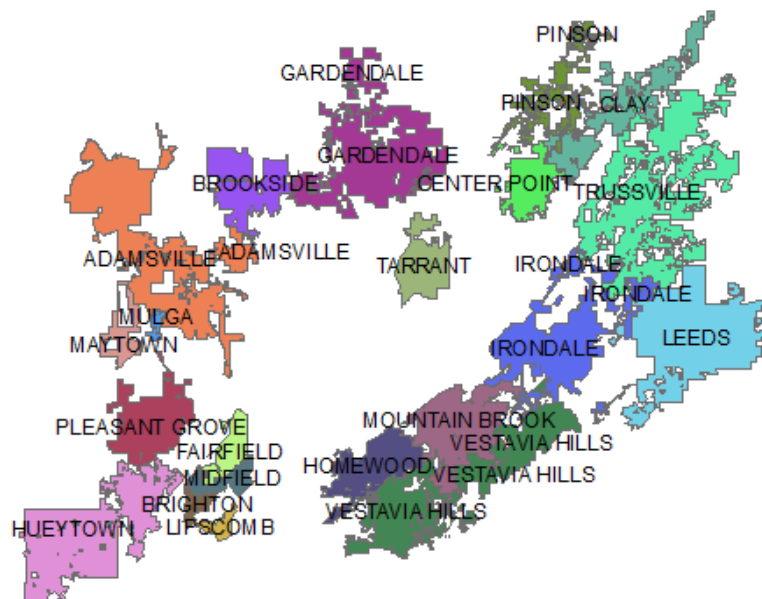 PINSON
GARDENDALE
PINSON
CLAY
GARDENDALE
BROOKSIDE
CENTER POINT
TRUSSVILLE
ADAMSVILLE
ADAMSVILLE
TARRANT
IRONDALE
IRONDALE
MULGA
MAYTOWN
IRONDALE
LEEDS
MOUNTAIN BROOK
PLEASANT GROVE
VESTAVIA HILLS
FAIRFIELD
HOMEWOOD
MIDFIELD
VESTAVIA HILLS
BRIGHTON
VESTAVIA HILLS
HUEYTOWN
LIPSCOMB